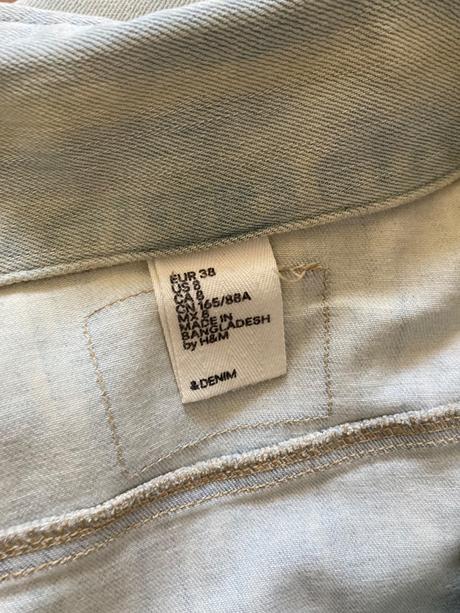 EUR 38
US 8
CA 8
CN 165/88A
MX 8
MADE IN
BANGLADESH
by H&M
&DENIM